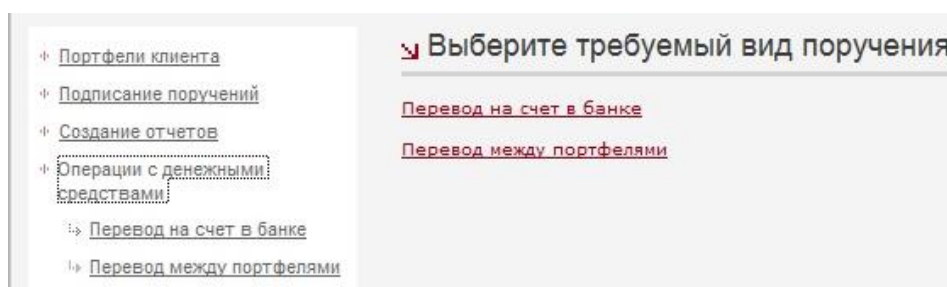 Портфели клиента
Подписание поручений
Создание отчетов
Операции с денежными
средствами
Перевод на счет в банке
Перевод между портфелями
Выберите требуемый вид поручения
Перевод на счет в банке
Перевод между портфелями